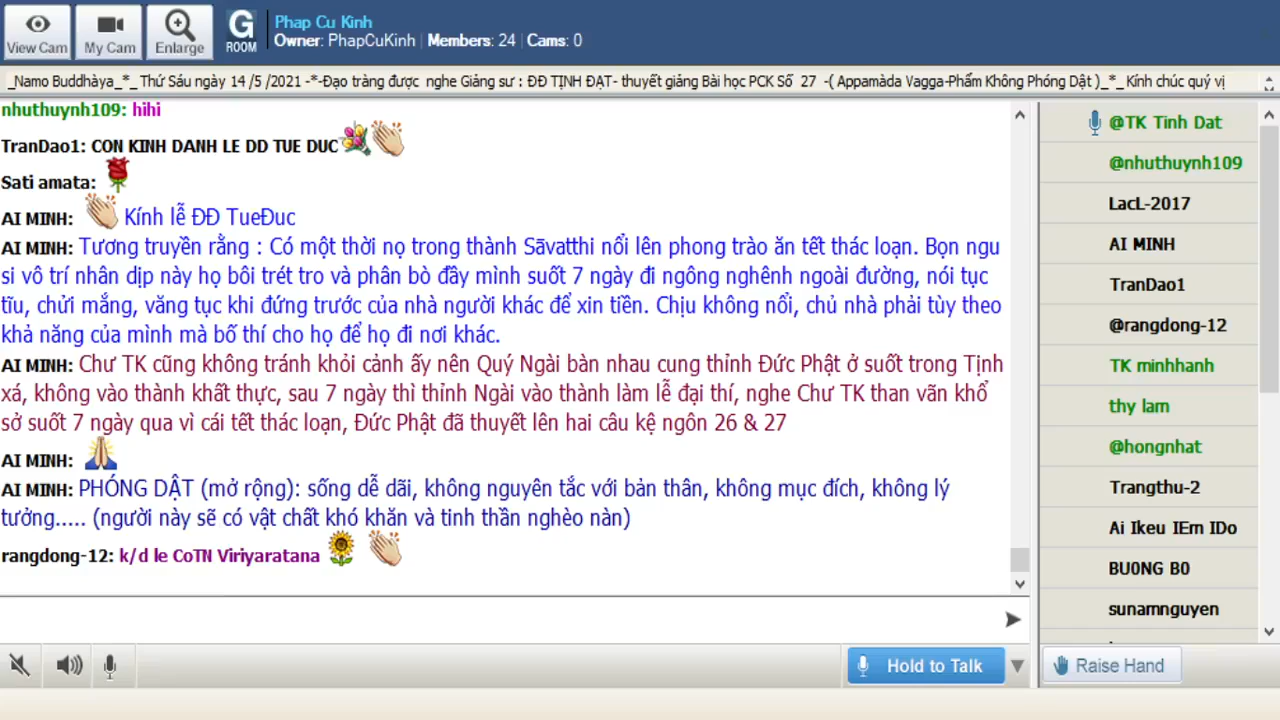 View Cam
My Cam
Enlarge
G
ROOM
Phap Cu Kinh
Owner: PhapCuKinh | Members: 24 | Cams: 0
_Namo Buddhàya_*_ Thứ Sáu ngày 14 /5 /2021 -*-Đạo tràng được nghe Giảng sư : ĐĐ TỊNH ĐẠT- thuyết giảng Bài học PCK Số 27 -( Appamàda Vagga-Phẩm Không Phóng Dật )_*_Kính chúc quý vị
nhuthuynh109: hihi
TranDao1: CON KINH DANH LE DD TUE DUC
Sati amata:
AI MINH: Kính lễ ĐĐ TueĐuc
AI MINH: Tương truyền rằng : Có một thời nọ trong thành Sāvatthi nổi lên phong trào ăn tết thác loạn. Bọn ngu
si vô trí nhân dịp này họ bôi trét tro và phân bò đầy mình suốt 7 ngày đi ngông nghênh ngoài đường, nói tục
tĩu, chửi mắng, văng tục khi đứng trước của nhà người khác để xin tiền. Chịu không nổi, chủ nhà phải tùy theo
khả năng của mình mà bố thí cho họ để họ đi nơi khác.
AI MINH: Chư TK cũng không tránh khỏi cảnh ấy nên Quý Ngài bàn nhau cung thỉnh Đức Phật ở suốt trong Tịnh
xá, không vào thành khất thực, sau 7 ngày thì thỉnh Ngài vào thành làm lễ đại thí, nghe Chư TK than vãn khổ
sở suốt 7 ngày qua vì cái tết thác loạn, Đức Phật đã thuyết lên hai câu kệ ngôn 26 & 27
AI MINH:
AI MINH: PHÓNG DẬT (mở rộng): sống dễ dãi, không nguyên tắc với bản thân, không mục đích, không lý
tưởng..... (người này sẽ có vật chất khó khăn và tinh thần nghèo nàn)
rangdong-12: k/d le CoTN Viriyaratana
@TK Tinh Dat
@nhuthuynh109
LacL-2017
AI MINH
TranDao1
@rangdong-12
TK minhhanh
thy lam
@hongnhat
Trangthu-2
Ai Ikeu IEm IDo
BU0NG B0
sunamnguyen
Hold to Talk
Raise Hand